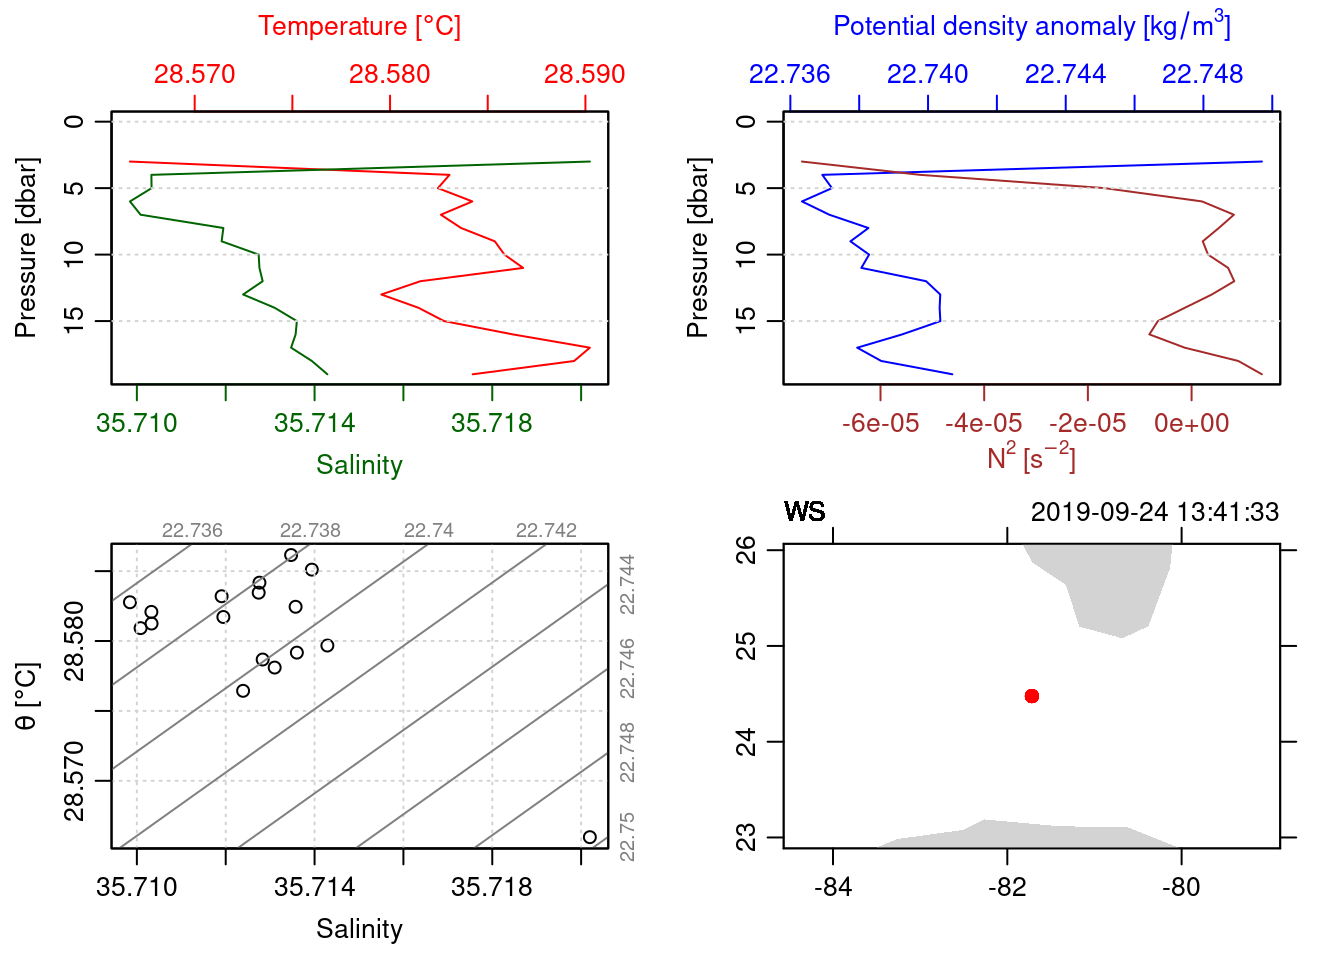 Temperature [°C]
28.570 28.580 28.590
Pressure [dbar]
0
5
10
15
35.710 35.714 35.718
Salinity
Potential density anomaly [kg/m³]
22.736 22.740 22.744 22.748
Pressure [dbar]
0
5
10
15
-6e-05 -4e-05 -2e-05 0e+00
N² [s⁻²]
22.736 22.738 22.74 22.742
θ [°C]
28.580
28.570
22.744
22.746
22.748
22.75
35.710 35.714 35.718
Salinity
WS 2019-09-24 13:41:33
26
25
24
23
-84 -82 -80